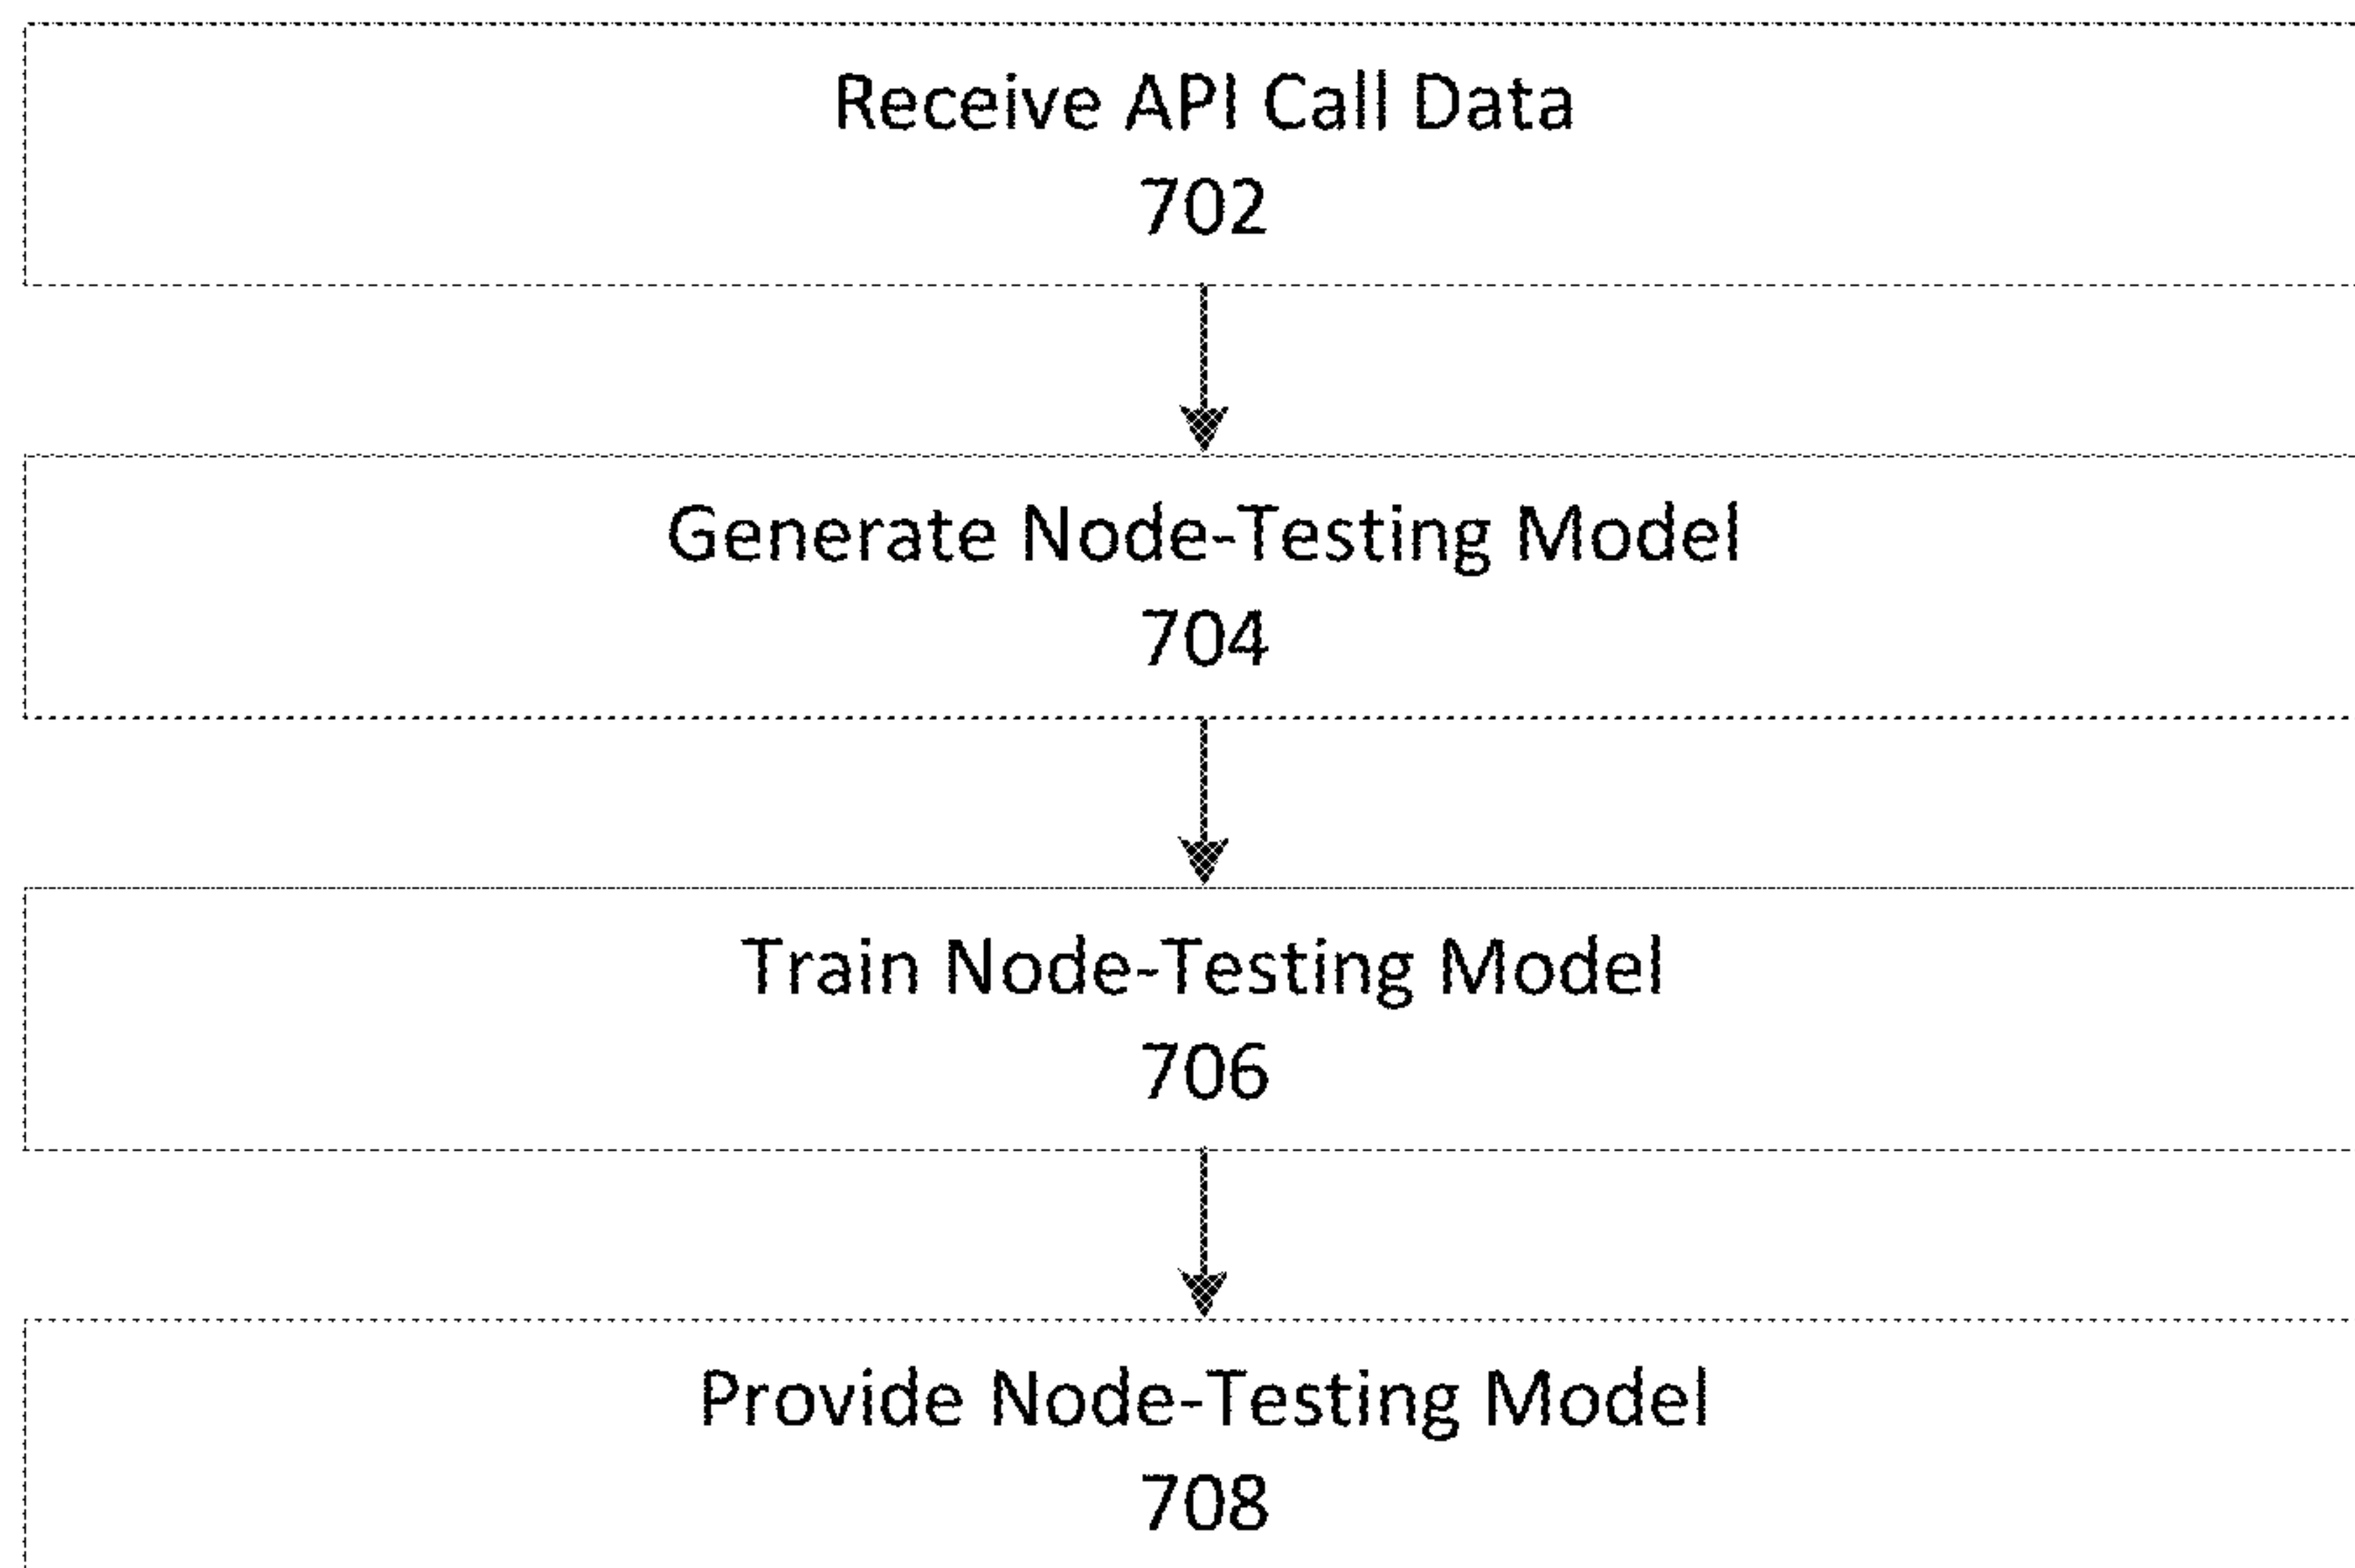 Receive API Call Data
702
Generate Node-Testing Model
704
Train Node-Testing Model
706
Provide Node-Testing Model
708